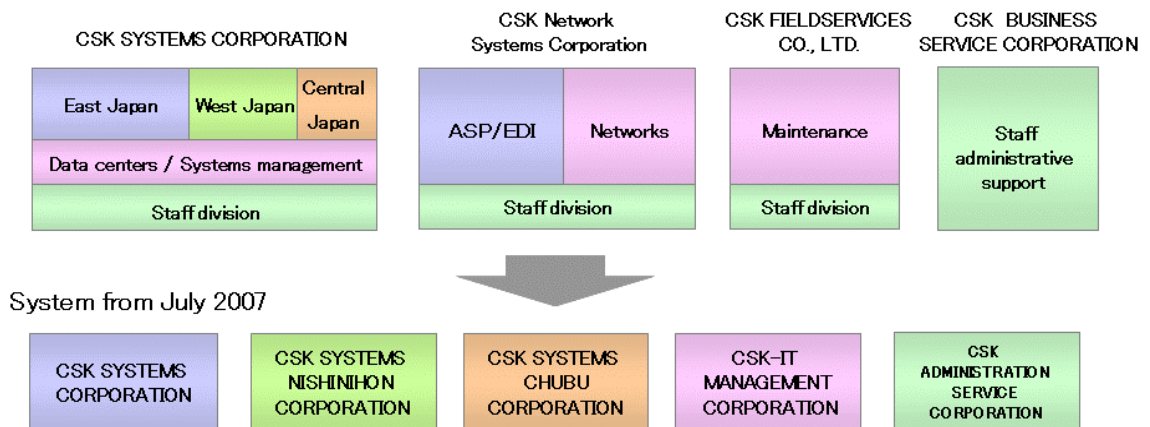 CSK SYSTEMS CORPORATION
CSK Network
Systems Corporation
CSK FIELDSERVICES
CO., LTD.
CSK BUSINESS
SERVICE CORPORATION
East Japan
West Japan
Central
Japan
Data centers / Systems management
Staff division
ASP/EDI
Networks
Staff division
Maintenance
Staff division
Staff
administrative
support
System from July 2007
CSK SYSTEMS
CORPORATION
CSK SYSTEMS
NISHINIHON
CORPORATION
CSK SYSTEMS
CHUBU
CORPORATION
CSK-IT
MANAGEMENT
CORPORATION
CSK
ADMINISTRATION
SERVICE
CORPORATION